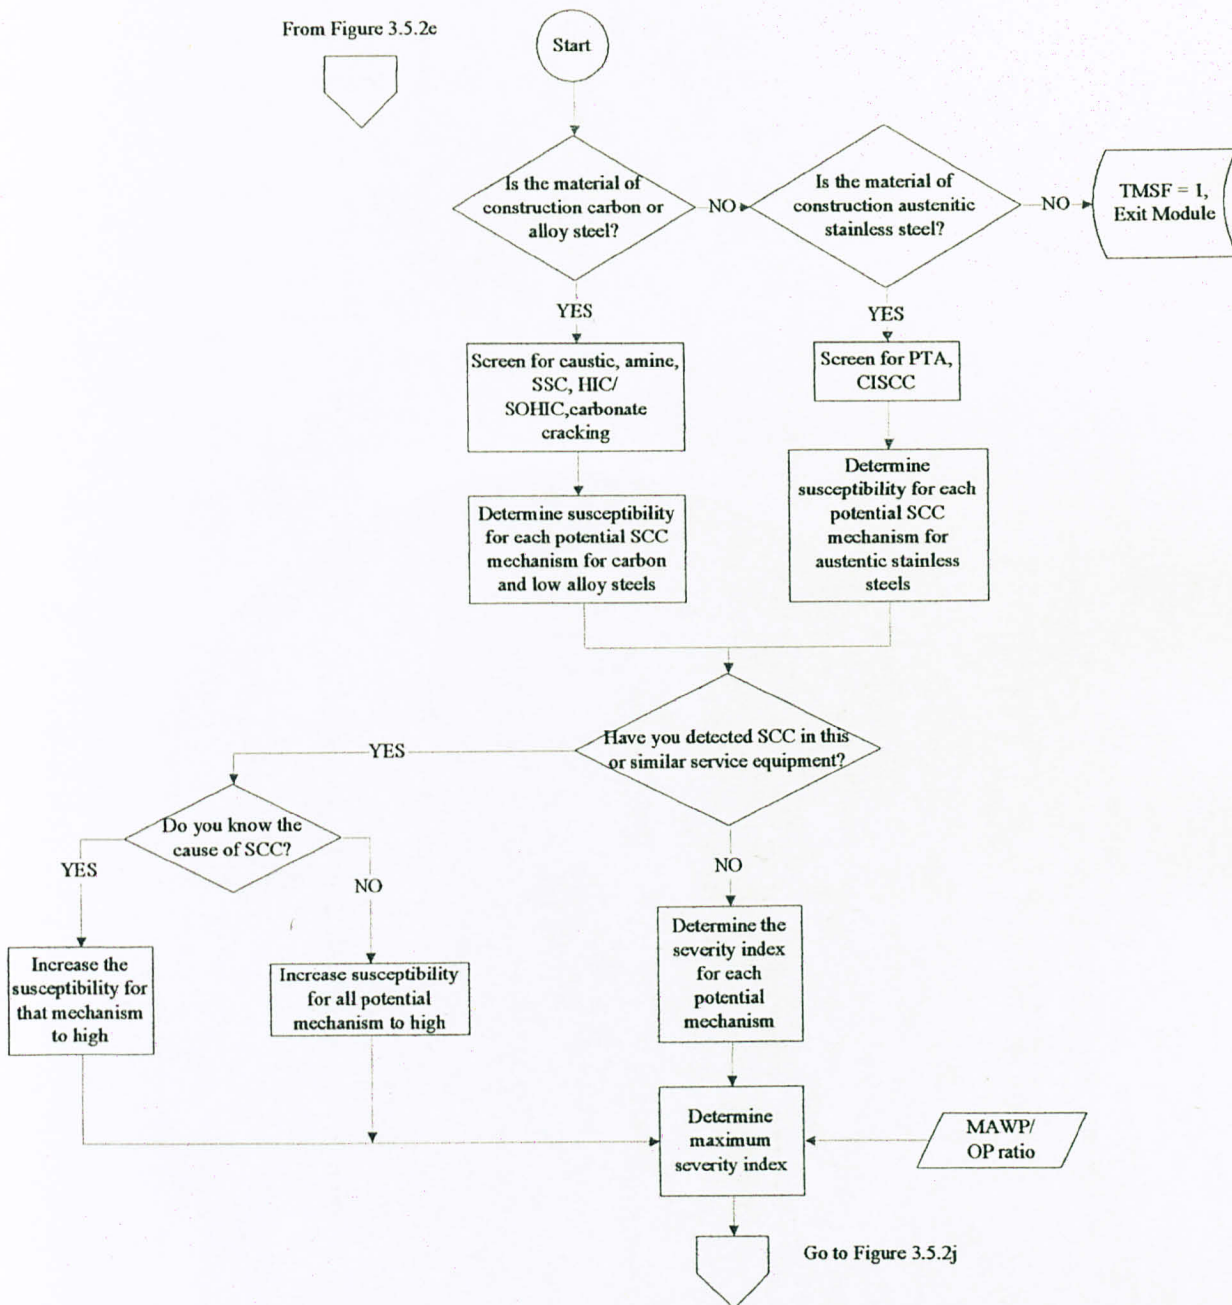 From Figure 3.5.2e
Start
Is the material of
construction carbon or
alloy steel?
NO
Is the material of
construction austenitic
stainless steel?
NO
TMSF = 1,
Exit Module
YES
YES
Screen for caustic, amine,
SSC, HIC/
SOHIC,carbonate
cracking
Screen for PTA,
CISCC
Determine susceptibility
for each potential SCC
mechanism for carbon
and low alloy steels
Determine
susceptibility for each
potential SCC
mechanism for
austentic stainless
steels
Have you detected SCC in this
or similar service equipment?
YES
Do you know the
cause of SCC?
YES
NO
NO
Increase the
susceptibility for
that mechanism
to high
Increase susceptibility
for all potential
mechanism to high
Determine the
severity index
for each
potential
mechanism
Determine
maximum
severity index
MAWP/
OP ratio
Go to Figure 3.5.2j